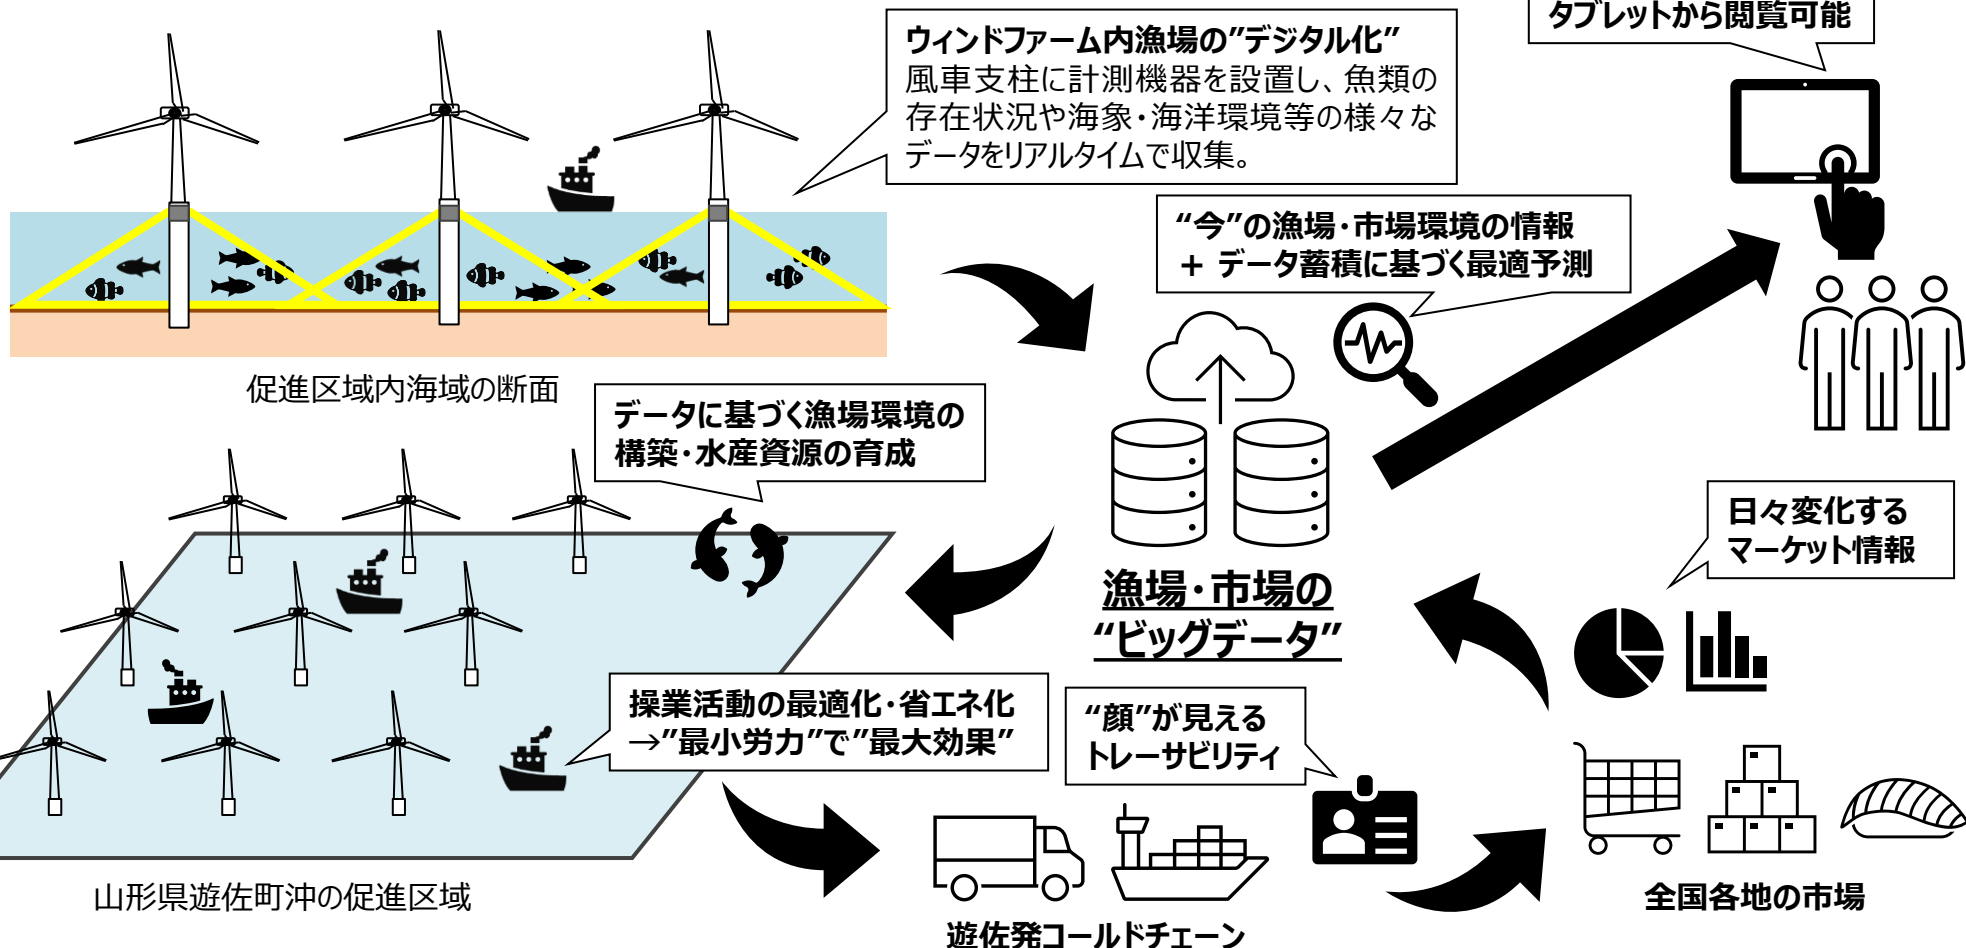 タブレットから閲覧可能
ウィンドファーム内漁場の”デジタル化”
風車支柱に計測機器を設置し、魚類の
存在状況や海象・海洋環境等の様々な
データをリアルタイムで収集。
“今”の漁場・市場環境の情報
+ データ蓄積に基づく最適予測
促進区域内海域の断面
データに基づく漁場環境の
構築・水産資源の育成
日々変化する
マーケット情報
漁場・市場の
“ビッグデータ”
操業活動の最適化・省エネ化
→”最小労力”で”最大効果”
“顔”が見える
トレーサビリティ
山形県遊佐町沖の促進区域
遊佐発コールドチェーン
全国各地の市場